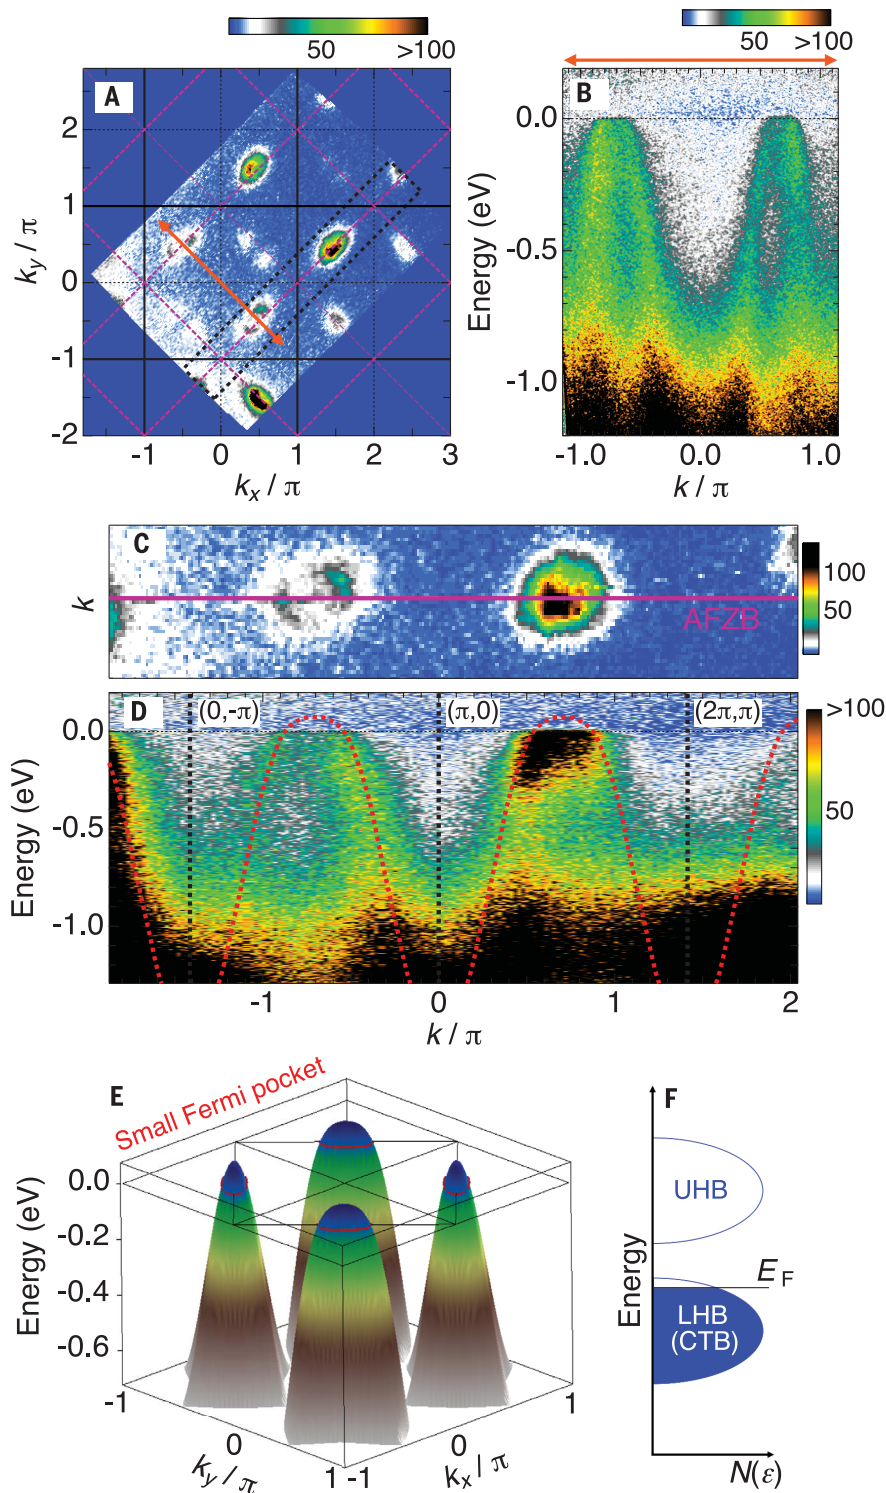 50 >100
50 >100
A
2
1
0
-1
-2
k_y / π
-1 0 1 2 3
k_x / π
B
0.0
-0.5
-1.0
Energy (eV)
-1.0 0.0 1.0
k / π
C
k
AFZB
100
50
D
(0,-π) (π,0) (2π,π)
>100
50
0.0
-0.5
-1.0
Energy (eV)
-1 0 1 2
k / π
E
Small Fermi pocket
0.0
-0.2
-0.4
-0.6
Energy (eV)
-1 0 1
k_y / π
-1 0 1
k_x / π
F
UHB
E_F
LHB
(CTB)
Energy
N(ε)